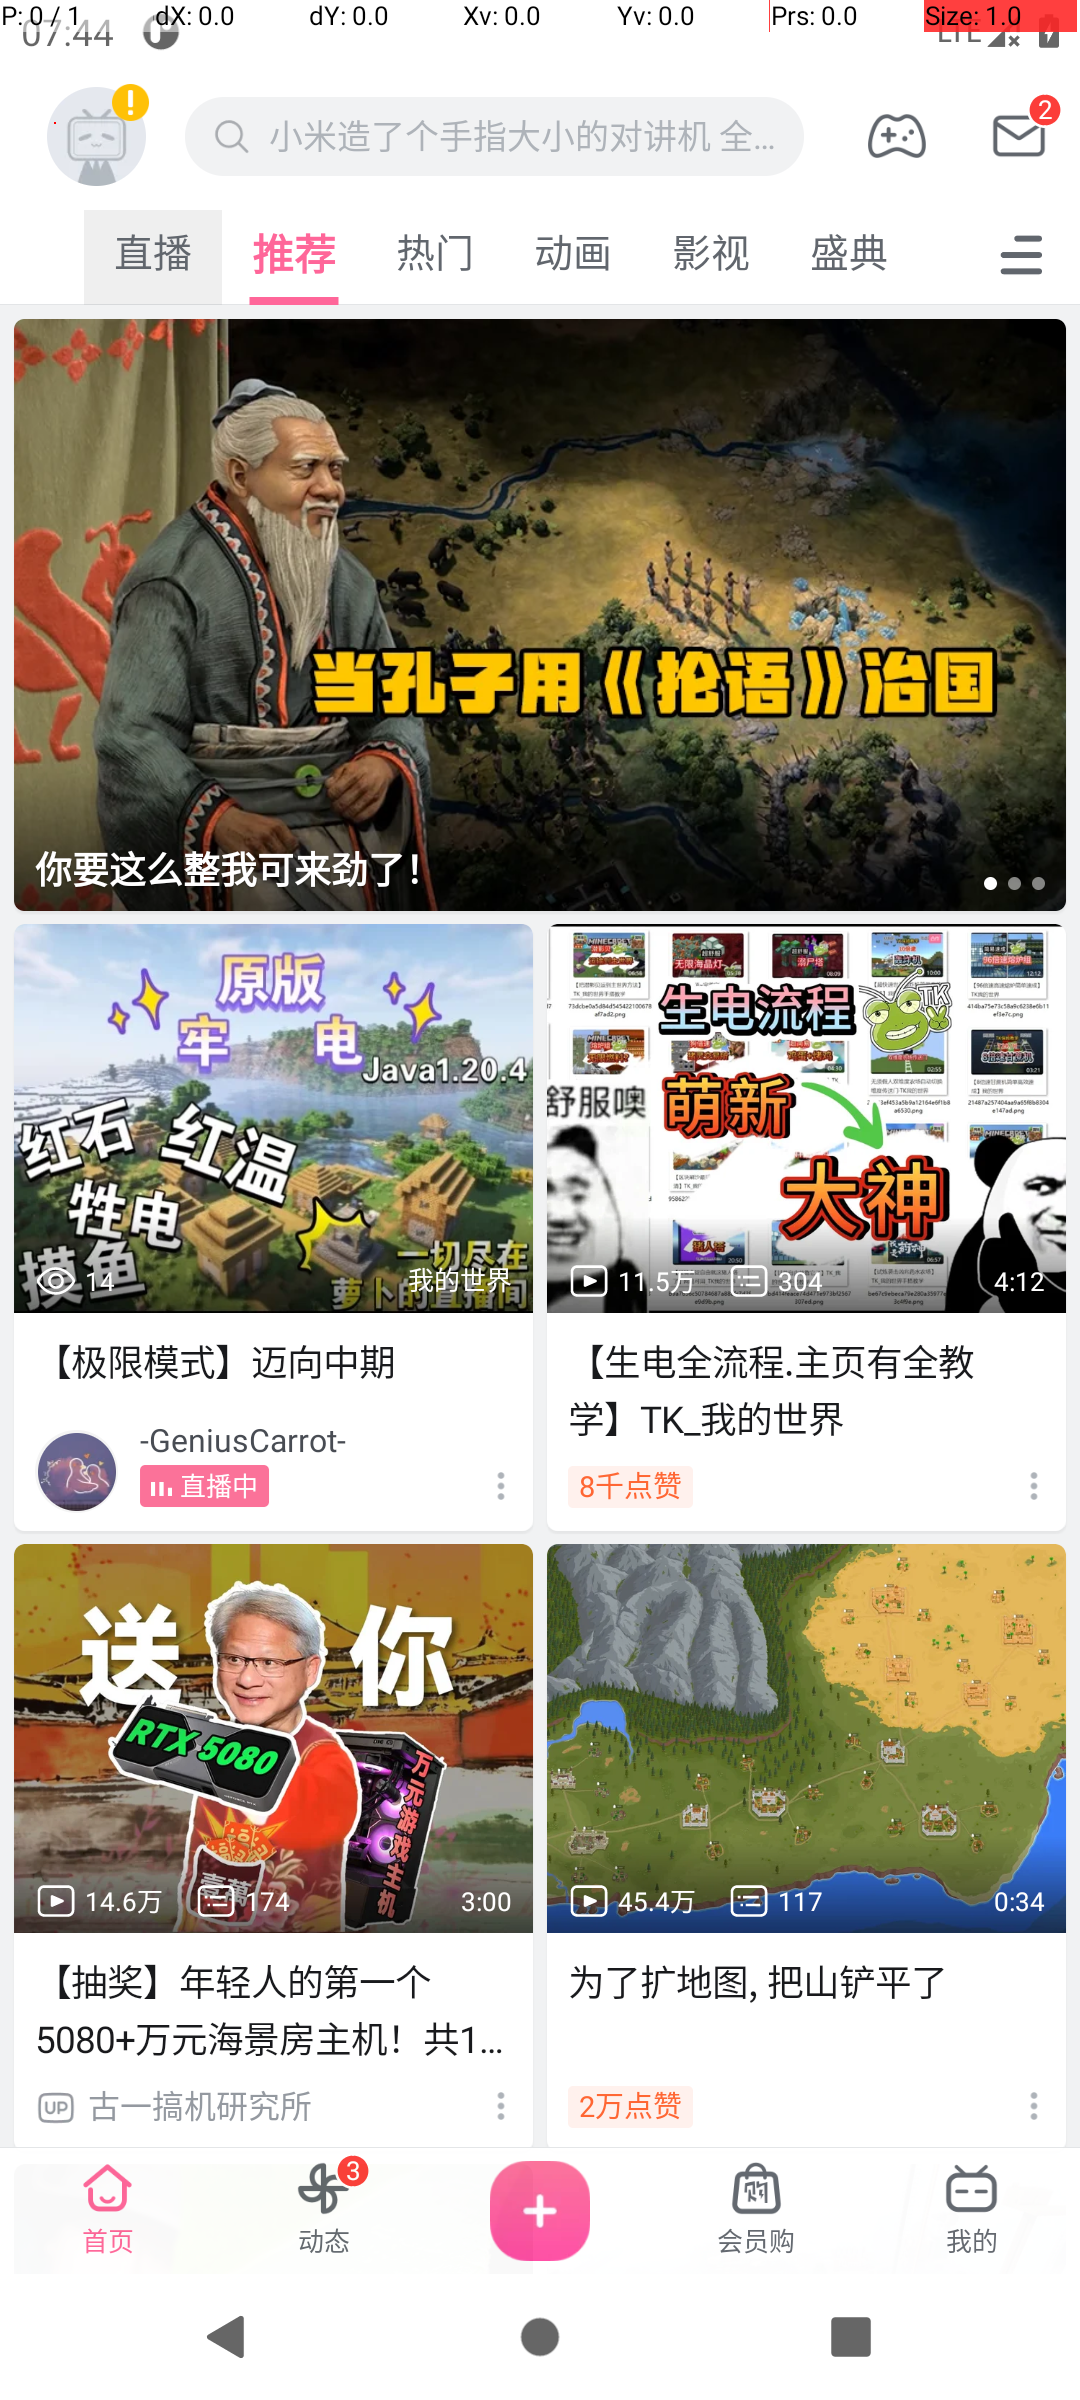 P: 0 / 1 dX: 0.0 dY: 0.0 Xv: 0.0 Yv: 0.0 Prs: 0.0 Size: 1.0
07:44 LTE
小米造了个手指大小的对讲机 全... 2
直播 推荐 热门 动画 影视 盛典
当孔子用《抡语》治国
你要这么整我可来劲了！
原版
牢 电
Java1.20.4
红石 红温
牲电
摸鱼
一切尽在
萝卜的直播间
14 我的世界
【极限模式】迈向中期
-GeniusCarrot-
直播中
生电流程
TK
舒服噢
萌新
大神
11.5万 304 4:12
【生电全流程.主页有全教
学】TK_我的世界
8千点赞
送 你
RTX 5080
万元游戏主机
14.6万 174 3:00
【抽奖】年轻人的第一个
5080+万元海景房主机！共1...
UP 古一搞机研究所
45.4万 117 0:34
为了扩地图, 把山铲平了
2万点赞
首页 动态 3 会员购 我的